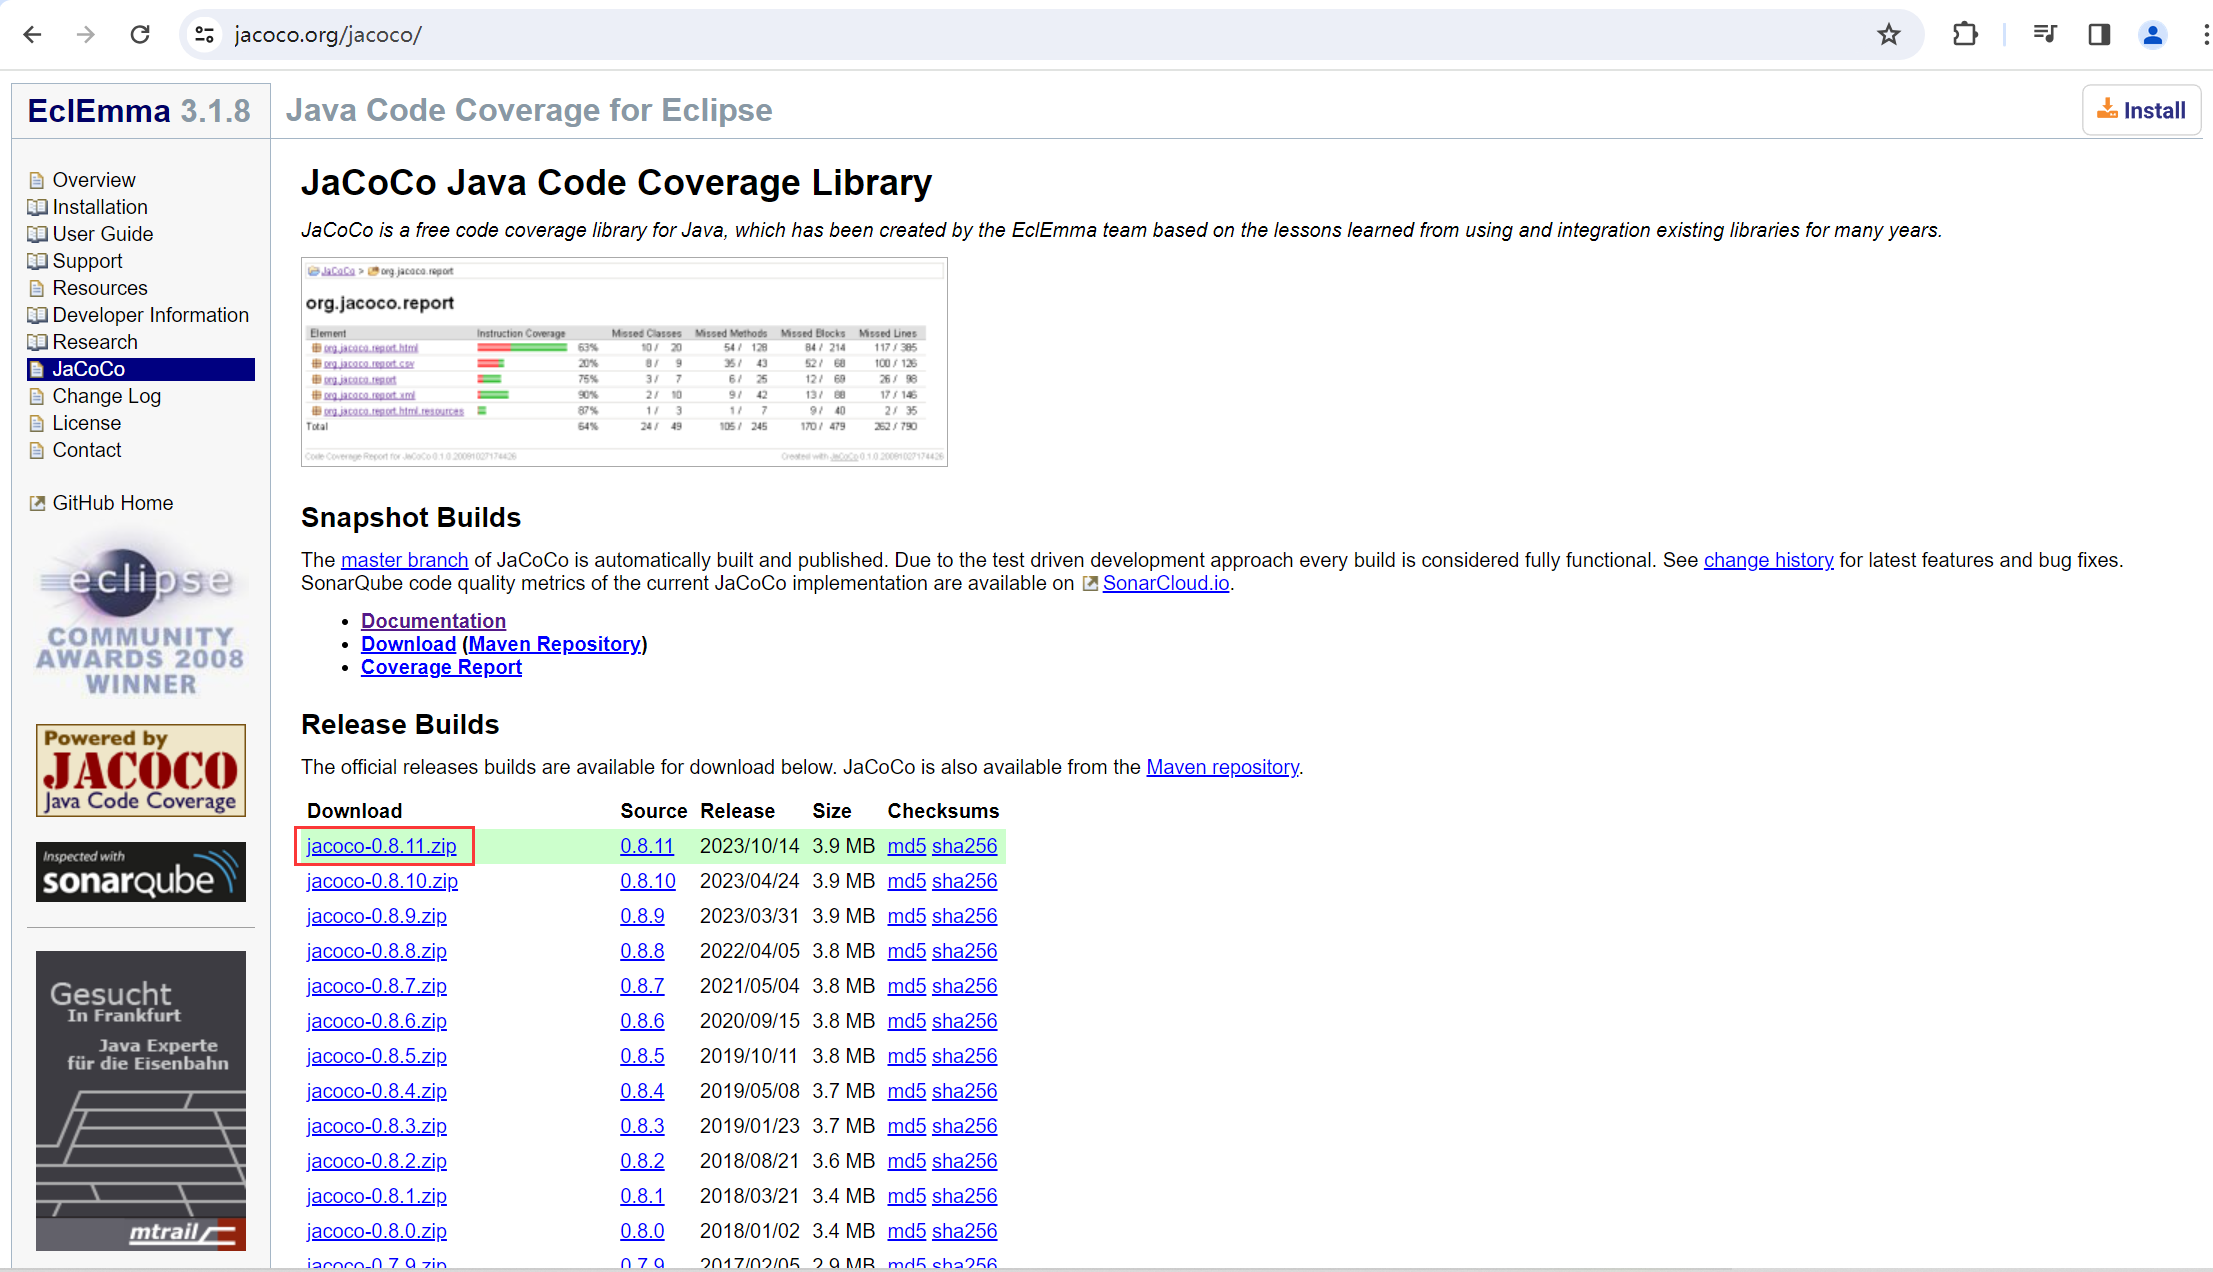 jacoco.org/jacoco/
EclEmma 3.1.8
Java Code Coverage for Eclipse
Install
Overview
Installation
User Guide
Support
Resources
Developer Information
Research
JaCoCo
Change Log
License
Contact
GitHub Home
eclipse
COMMUNITY
AWARDS 2008
WINNER
Powered by
JACOCO
Java Code Coverage
Inspected with
sonarqube
Gesucht
In Frankfurt
Java Experte
für die Eisenbahn
mtrail
JaCoCo Java Code Coverage Library
JaCoCo is a free code coverage library for Java, which has been created by the EclEmma team based on the lessons learned from using and integration existing libraries for many years.
JaCoCo > org.jacoco.report
org.jacoco.report
Element Instruction Coverage Missed Classes Missed Methods Missed Blocks Missed Lines
org.jacoco.report.html 63% 10 / 20 54 / 128 84 / 214 117 / 385
org.jacoco.report.csv 20% 8 / 9 35 / 43 52 / 68 100 / 126
org.jacoco.report 75% 3 / 7 6 / 25 12 / 69 26 / 98
org.jacoco.report.xml 90% 2 / 10 9 / 42 13 / 88 17 / 146
org.jacoco.report.html.resources 87% 1 / 3 1 / 7 9 / 40 2 / 35
Total 64% 24 / 49 105 / 245 170 / 479 262 / 790
Code Coverage Report for JaCoCo 0.1.0.20091027174426 Created with JaCoCo 0.1.0.20091027174426
Snapshot Builds
The master branch of JaCoCo is automatically built and published. Due to the test driven development approach every build is considered fully functional. See change history for latest features and bug fixes.
SonarQube code quality metrics of the current JaCoCo implementation are available on SonarCloud.io.
• Documentation
• Download (Maven Repository)
• Coverage Report
Release Builds
The official releases builds are available for download below. JaCoCo is also available from the Maven repository.
Download Source Release Size Checksums
jacoco-0.8.11.zip 0.8.11 2023/10/14 3.9 MB md5 sha256
jacoco-0.8.10.zip 0.8.10 2023/04/24 3.9 MB md5 sha256
jacoco-0.8.9.zip 0.8.9 2023/03/31 3.9 MB md5 sha256
jacoco-0.8.8.zip 0.8.8 2022/04/05 3.8 MB md5 sha256
jacoco-0.8.7.zip 0.8.7 2021/05/04 3.8 MB md5 sha256
jacoco-0.8.6.zip 0.8.6 2020/09/15 3.8 MB md5 sha256
jacoco-0.8.5.zip 0.8.5 2019/10/11 3.8 MB md5 sha256
jacoco-0.8.4.zip 0.8.4 2019/05/08 3.7 MB md5 sha256
jacoco-0.8.3.zip 0.8.3 2019/01/23 3.7 MB md5 sha256
jacoco-0.8.2.zip 0.8.2 2018/08/21 3.6 MB md5 sha256
jacoco-0.8.1.zip 0.8.1 2018/03/21 3.4 MB md5 sha256
jacoco-0.8.0.zip 0.8.0 2018/01/02 3.4 MB md5 sha256
jacoco-0.7.9.zip 0.7.9 2017/02/05 2.9 MB md5 sha256